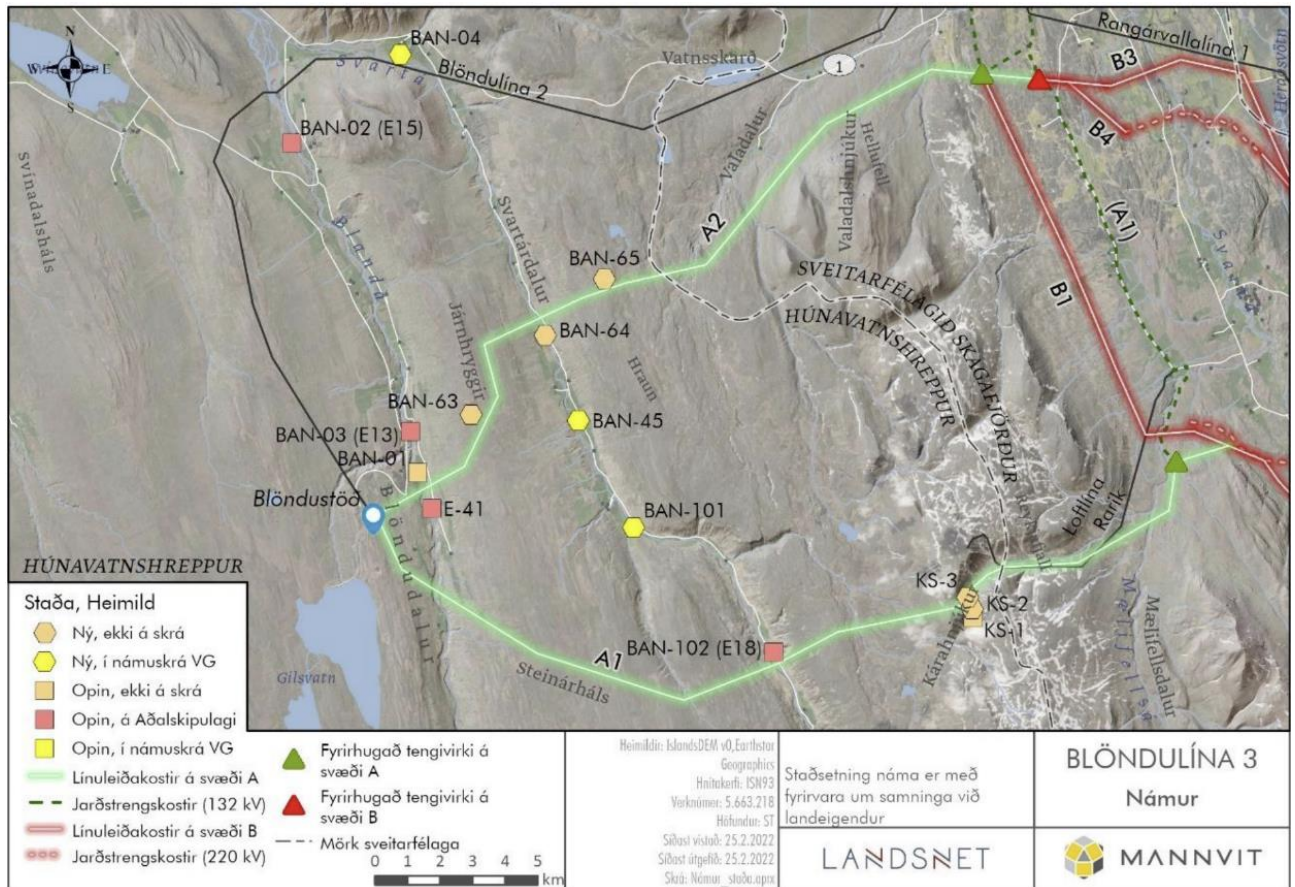 BAN-04
Svarta
Blöndulína 2
Vatnsskarð
1
Rangárvallalína 1
B3
N
E
S
BAN-02 (E15)
B4
Svínadalsháls
Blanda
Svartárdalur
Valadalur
Hellufell
Valadalshnjúkur
A2
(A1)
BAN-65
SVEITARFÉLAGIÐ SKAGAFJÖRÐUR
HÚNAVATNSHREPPUR
B1
BAN-64
Járnhryggir
Hraun
BAN-63
BAN-45
BAN-03 (E13)
BAN-01
Blöndustöð
E-41
BAN-101
Loftlína
Rarik
Blöndudalur
KS-3
KS-2
KS-1
Kárahnjúkur
Mælifellsdalur
BAN-102 (E18)
A1
Steinárháls
Gilsvatn
HÚNAVATNSHREPPUR
Staða, Heimild
Ný, ekki á skrá
Ný, í námuskrá VG
Opin, ekki á skrá
Opin, á Aðalskipulagi
Opin, í námuskrá VG
Línuleiðakostir á svæði A
Jarðstrengskostir (132 kV)
Línuleiðakostir á svæði B
Jarðstrengskostir (220 kV)
Fyrirhugað tengivirki á
svæði A
Fyrirhugað tengivirki á
svæði B
Mörk sveitarfélaga
0 1 2 3 4 5
km
Heimildir: IslandsDEM v0,Earthstar
Geographics
Hnitakerfi: ISN93
Verknúmer: 5.663.218
Höfundur: ST
Síðast vistað: 25.2.2022
Síðast útgefið: 25.2.2022
Skrá: Námur_staða.aprx
Staðsetning náma er með
fyrirvara um samninga við
landeigendur
LANDSNET
BLÖNDULÍNA 3
Námur
MANNVIT